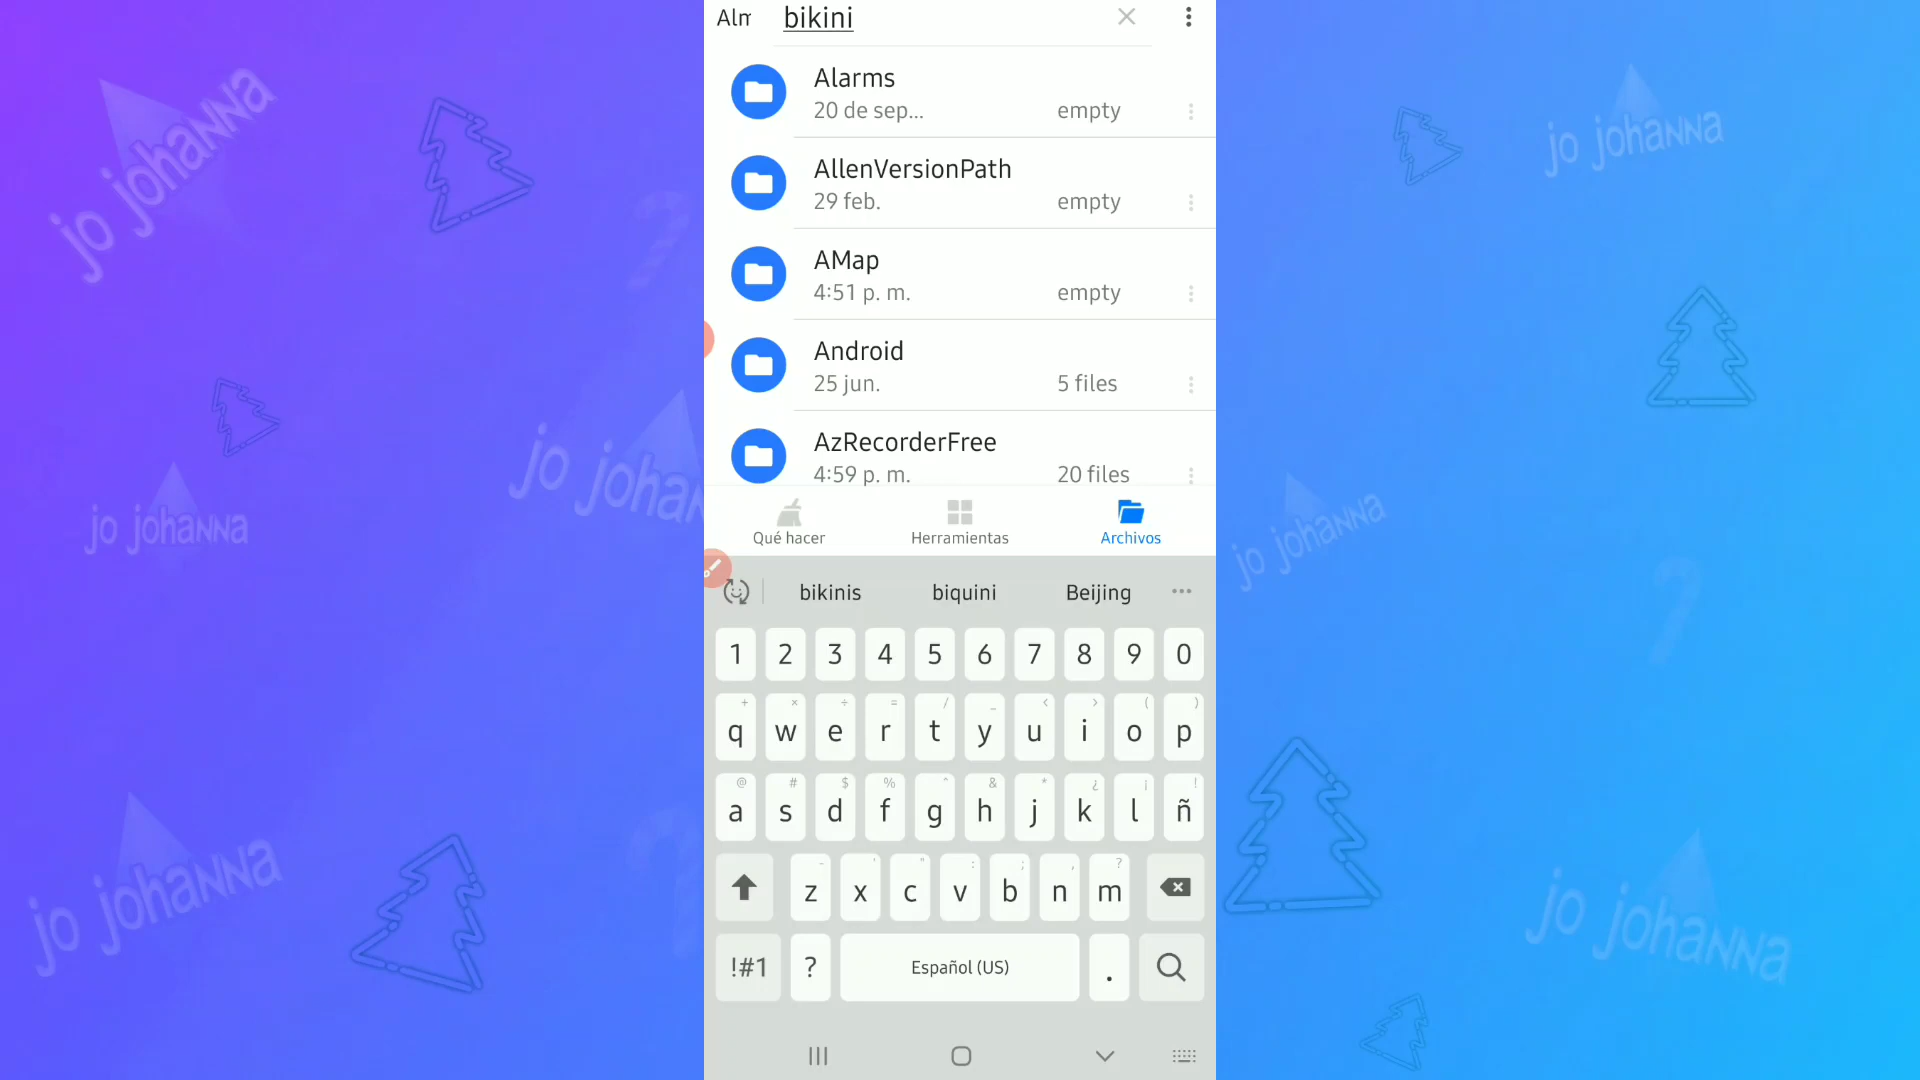 Alm
bikini
Alarms
20 de sep...
empty
AllenVersionPath
29 feb.
empty
AMap
4:51 p. m.
empty
Android
25 jun.
5 files
AzRecorderFree
4:59 p. m.
20 files
Qué hacer
Herramientas
Archivos
bikinis
biquini
Beijing
1 2 3 4 5 6 7 8 9 0
+ × ÷ = / _ < > ( )
q w e r t y u i o p
@ # $ % ^ & * ¿ ¡ !
a s d f g h j k l ñ
- ' " : ; , ?
z x c v b n m
!#1 ? Español (US) .
jo johanna
jo johanna
jo johanna
jo johan
jo johanna
jo johanna
jo johanna
jo johanna